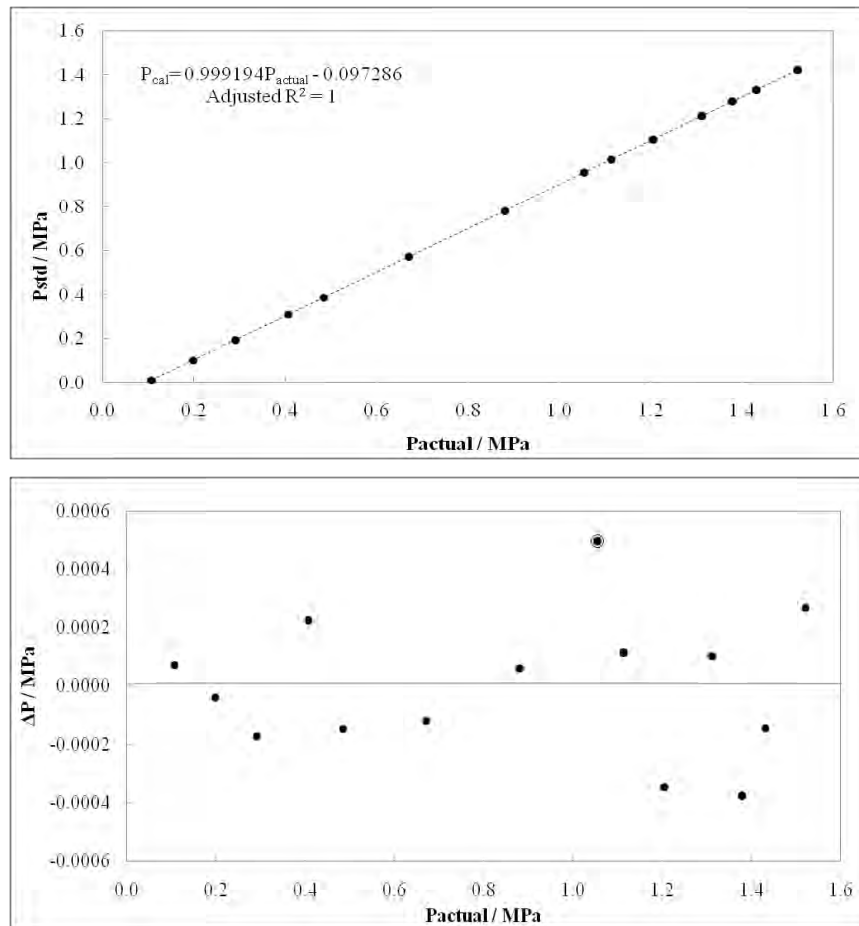 1.6
1.4
1.2
1.0
0.8
0.6
0.4
0.2
0.0
Pstd / MPa
P_cal=0.999194P_actual - 0.097286
Adjusted R² = 1
0.0 0.2 0.4 0.6 0.8 1.0 1.2 1.4 1.6
Pactual / MPa
0.0006
0.0004
0.0002
0.0000
-0.0002
-0.0004
-0.0006
ΔP / MPa
0.0 0.2 0.4 0.6 0.8 1.0 1.2 1.4 1.6
Pactual / MPa